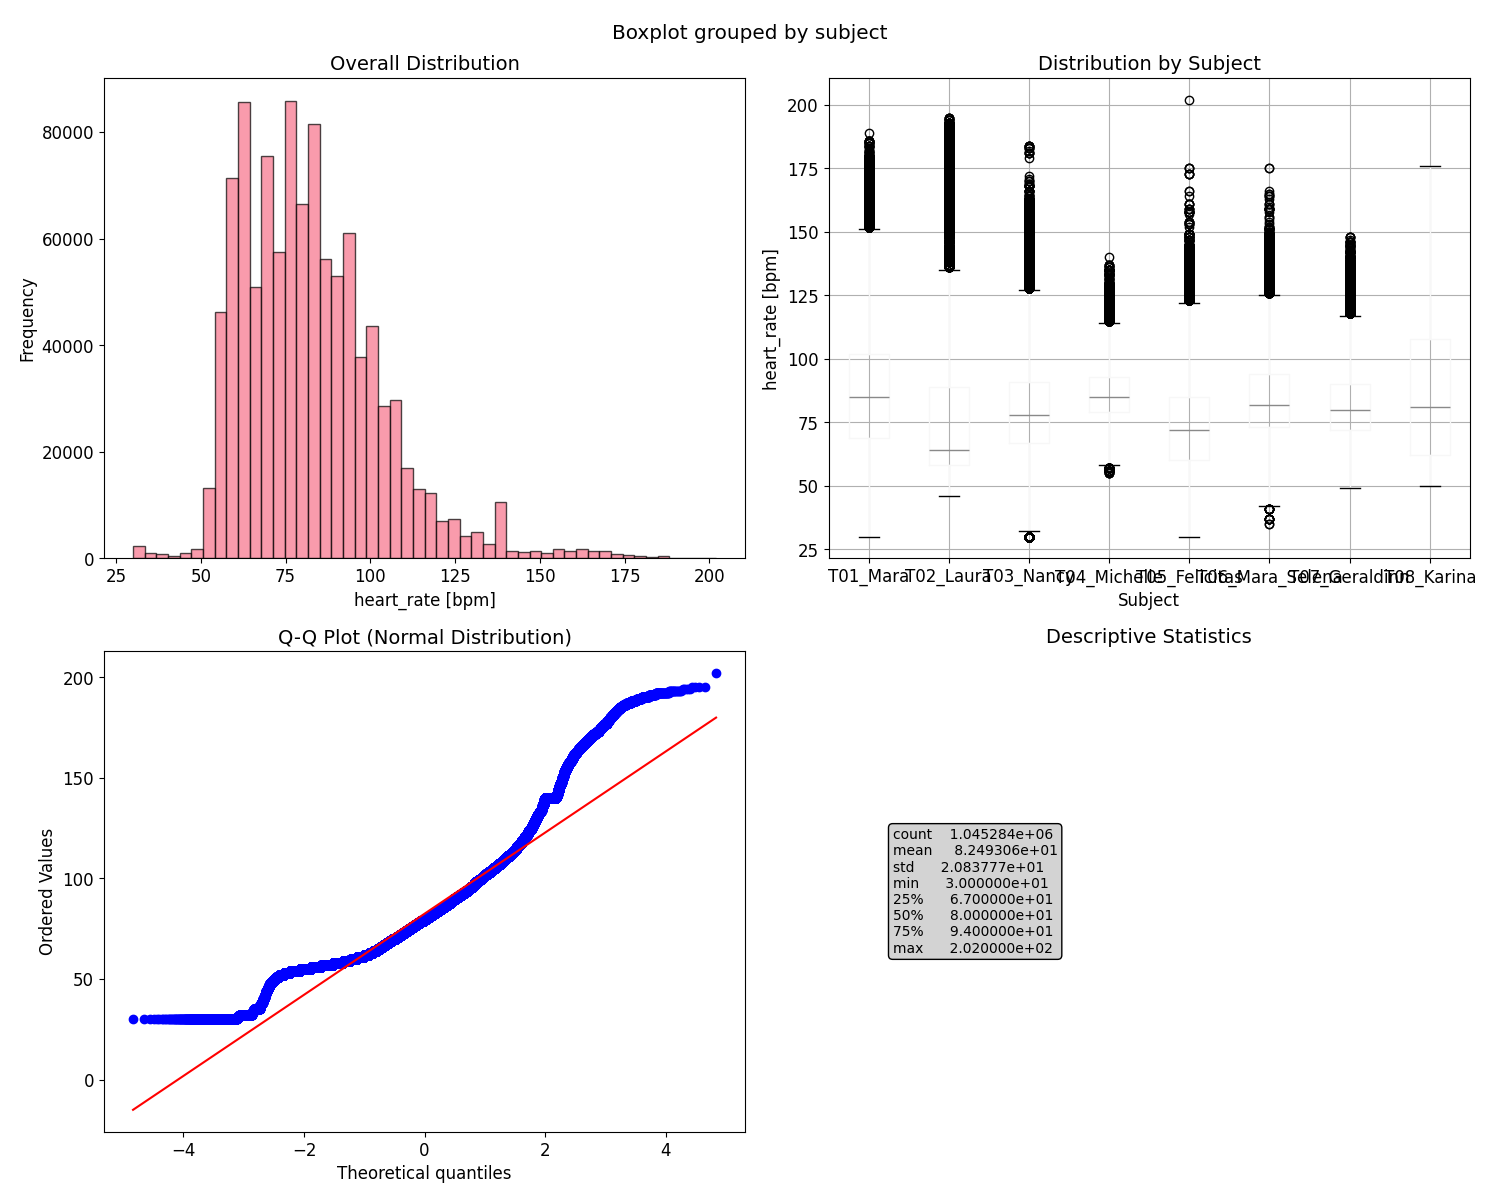 Boxplot grouped by subject
Overall Distribution
80000
60000
40000
20000
0
Frequency
25 50 75 100 125 150 175 200
heart_rate [bpm]
Distribution by Subject
200
175
150
125
100
75
50
25
heart_rate [bpm]
T01_Mara T02_Laura T03_Nancy T04_Michelle T05_Felicitas T06_Mara_Selena T07_Geraldinn T08_Karina
Subject
Q-Q Plot (Normal Distribution)
200
150
100
50
0
Ordered Values
−4 −2 0 2 4
Theoretical quantiles
Descriptive Statistics
count 1.045284e+06
mean 8.249306e+01
std 2.083777e+01
min 3.000000e+01
25% 6.700000e+01
50% 8.000000e+01
75% 9.400000e+01
max 2.020000e+02